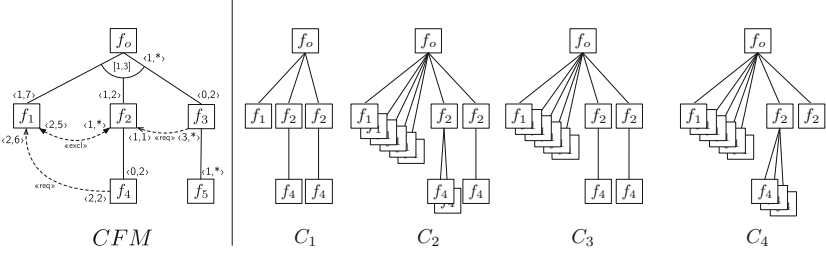 f_o f_o f_o f_o f_o
[1,3] ‹1,*›
‹1,7› ‹1,2› ‹0,2›
f_1 f_2 f_3 f_1 f_2 f_2 f_1 f_2 f_2 f_1 f_2 f_2 f_1 f_2 f_2
‹2,5› ‹1,*›
‹2,6› «excl» ‹1,1› «req» ‹3,*›
‹0,2› ‹1,*›
«req»
‹2,2›
f_4 f_5 f_4 f_4 f_4 f_4 f_4 f_4 f_4
CFM C_1 C_2 C_3 C_4